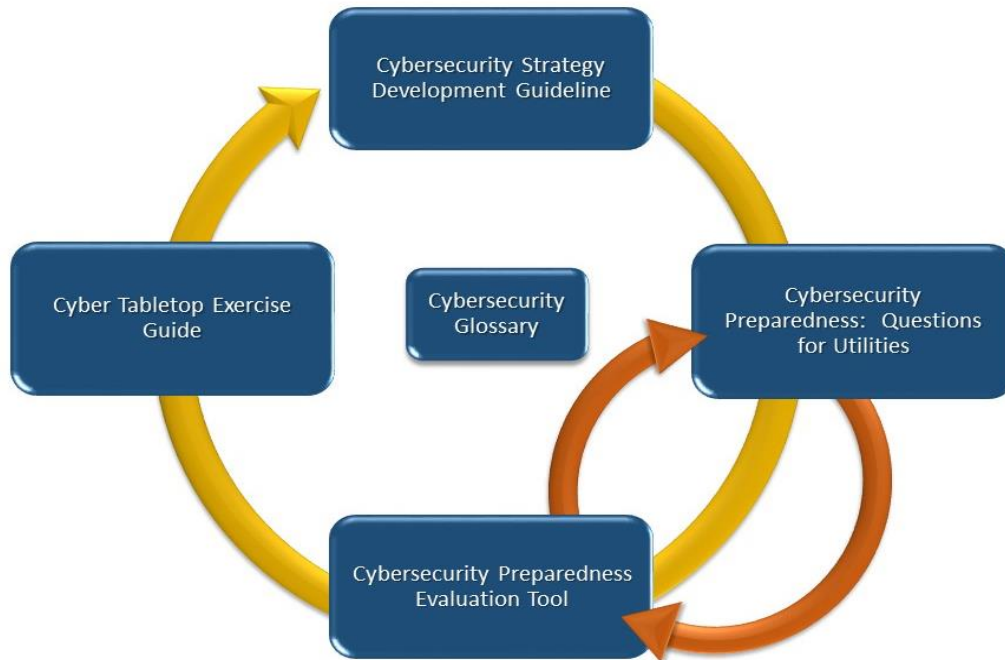 Cybersecurity Strategy
Development Guideline
Cyber Tabletop Exercise
Guide
Cybersecurity
Glossary
Cybersecurity
Preparedness: Questions
for Utilities
Cybersecurity Preparedness
Evaluation Tool